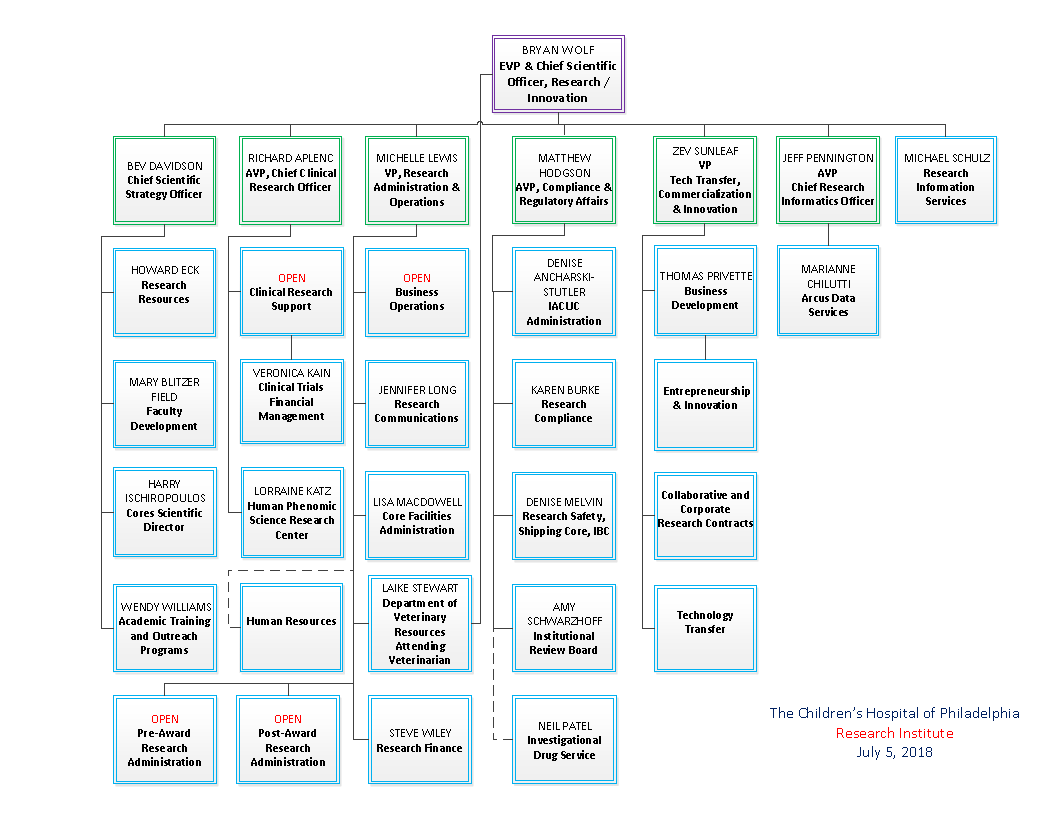 BRYAN WOLF
EVP & Chief Scientific
Officer, Research /
Innovation
BEV DAVIDSON
Chief Scientific
Strategy Officer
RICHARD APLENC
AVP, Chief Clinical
Research Officer
MICHELLE LEWIS
VP, Research
Administration &
Operations
MATTHEW
HODGSON
AVP, Compliance &
Regulatory Affairs
ZEV SUNLEAF
VP
Tech Transfer,
Commercialization
& Innovation
JEFF PENNINGTON
AVP
Chief Research
Informatics Officer
MICHAEL SCHULZ
Research
Information
Services
HOWARD ECK
Research
Resources
OPEN
Clinical Research
Support
OPEN
Business
Operations
DENISE
ANCHARSKI-
STUTLER
IACUC
Administration
THOMAS PRIVETTE
Business
Development
MARIANNE
CHILUTTI
Arcus Data
Services
MARY BLITZER
FIELD
Faculty
Development
VERONICA KAIN
Clinical Trials
Financial
Management
JENNIFER LONG
Research
Communications
KAREN BURKE
Research
Compliance
Entrepreneurship
& Innovation
HARRY
ISCHIROPOULOS
Cores Scientific
Director
LORRAINE KATZ
Human Phenomic
Science Research
Center
LISA MACDOWELL
Core Facilities
Administration
DENISE MELVIN
Research Safety,
Shipping Core, IBC
Collaborative and
Corporate
Research Contracts
WENDY WILLIAMS
Academic Training
and Outreach
Programs
Human Resources
LAIKE STEWART
Department of
Veterinary
Resources
Attending
Veterinarian
AMY
SCHWARZHOFF
Institutional
Review Board
Technology
Transfer
OPEN
Pre-Award
Research
Administration
OPEN
Post-Award
Research
Administration
STEVE WILEY
Research Finance
NEIL PATEL
Investigational
Drug Service
The Children's Hospital of Philadelphia
Research Institute
July 5, 2018